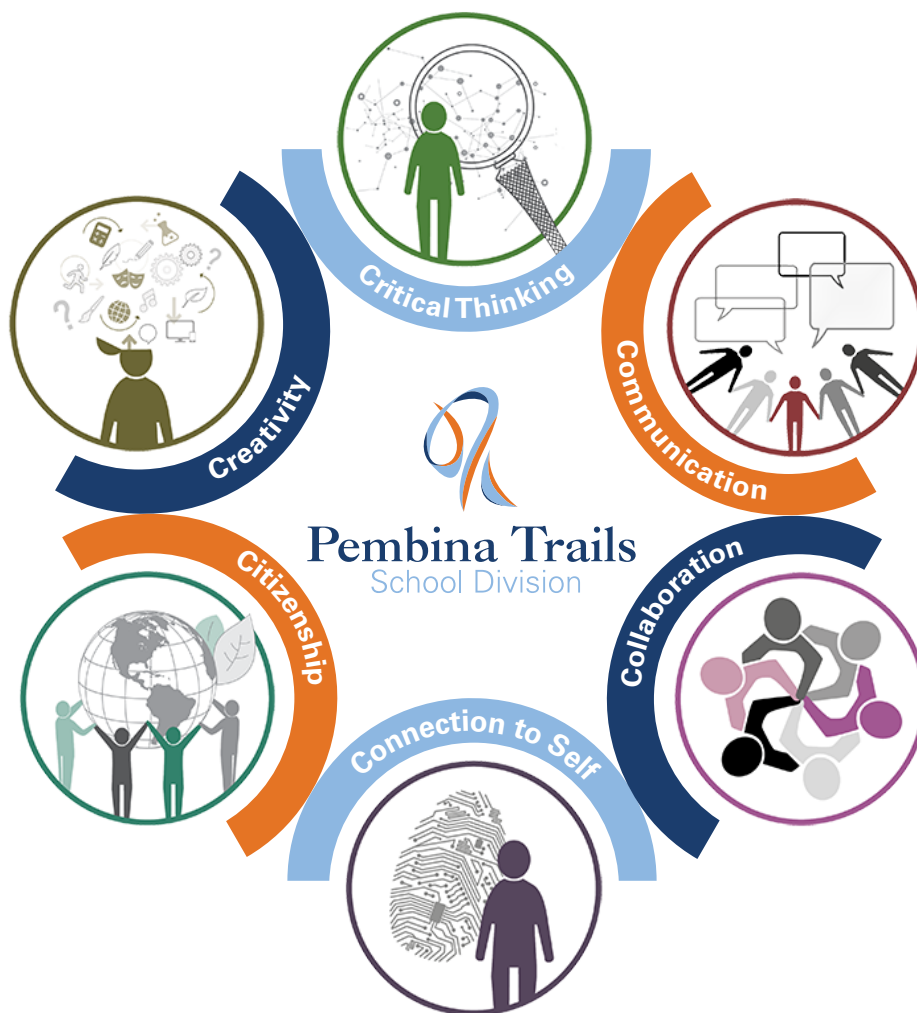 Critical Thinking
Communication
Creativity
Pembina Trails
School Division
Citizenship
Collaboration
Connection to Self